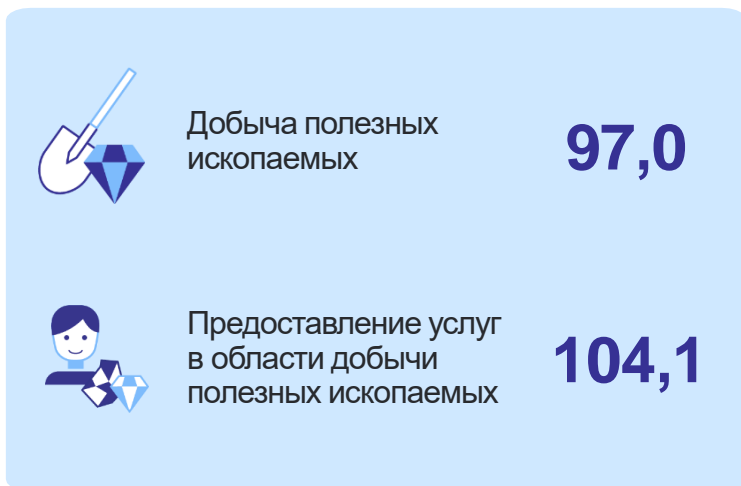 Добыча полезных
ископаемых
97,0
Предоставление услуг
в области добычи
полезных ископаемых
104,1